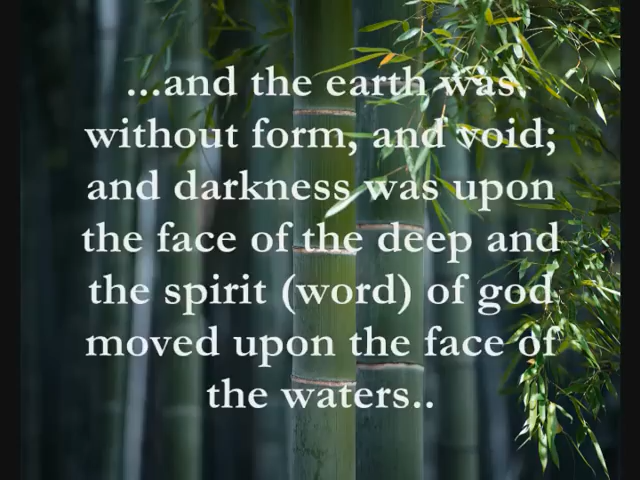 ...and the earth was
without form, and void;
and darkness was upon
the face of the deep and
the spirit (word) of god
moved upon the face of
the waters..